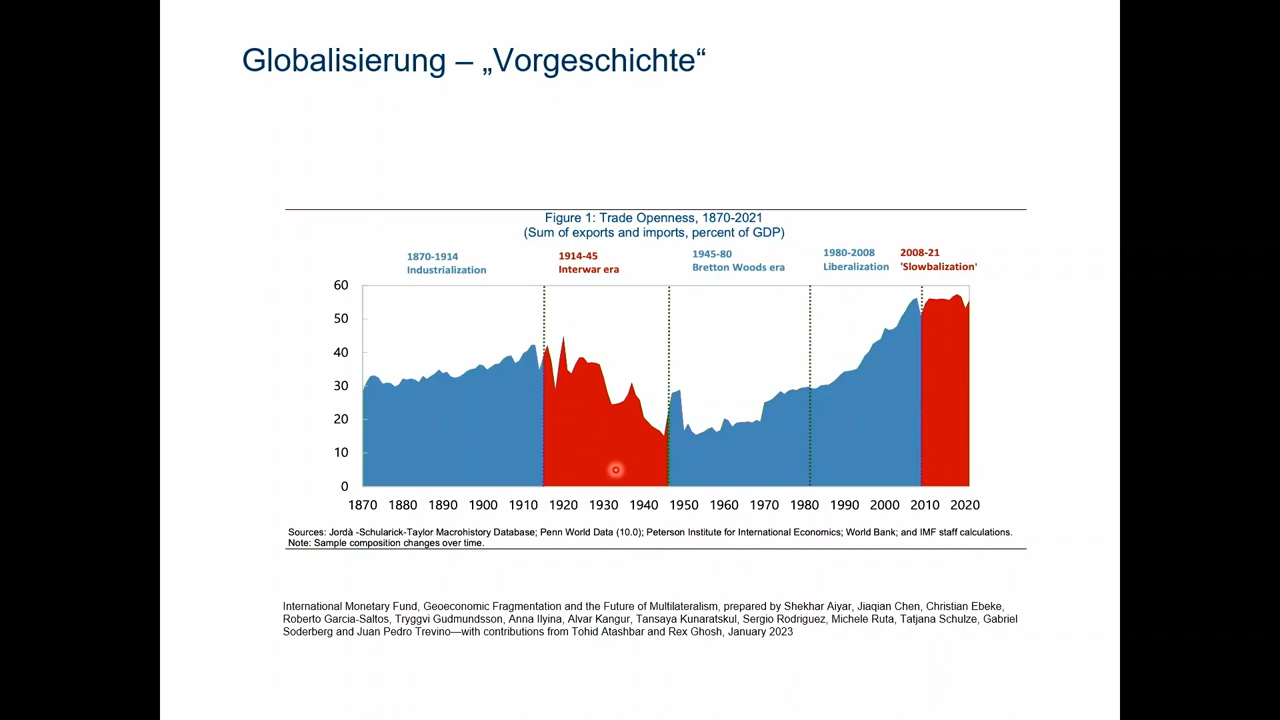 Globalisierung – „Vorgeschichte“
Figure 1: Trade Openness, 1870-2021
(Sum of exports and imports, percent of GDP)
1870-1914
Industrialization
1914-45
Interwar era
1945-80
Bretton Woods era
1980-2008
Liberalization
2008-21
'Slowbalization'
60
50
40
30
20
10
0
1870 1880 1890 1900 1910 1920 1930 1940 1950 1960 1970 1980 1990 2000 2010 2020
Sources: Jordà -Schularick-Taylor Macrohistory Database; Penn World Data (10.0); Peterson Institute for International Economics; World Bank; and IMF staff calculations.
Note: Sample composition changes over time.
International Monetary Fund, Geoeconomic Fragmentation and the Future of Multilateralism, prepared by Shekhar Aiyar, Jiaqian Chen, Christian Ebeke,
Roberto Garcia-Saltos, Tryggvi Gudmundsson, Anna Ilyina, Alvar Kangur, Tansaya Kunaratskul, Sergio Rodriguez, Michele Ruta, Tatjana Schulze, Gabriel
Soderberg and Juan Pedro Trevino—with contributions from Tohid Atashbar and Rex Ghosh, January 2023